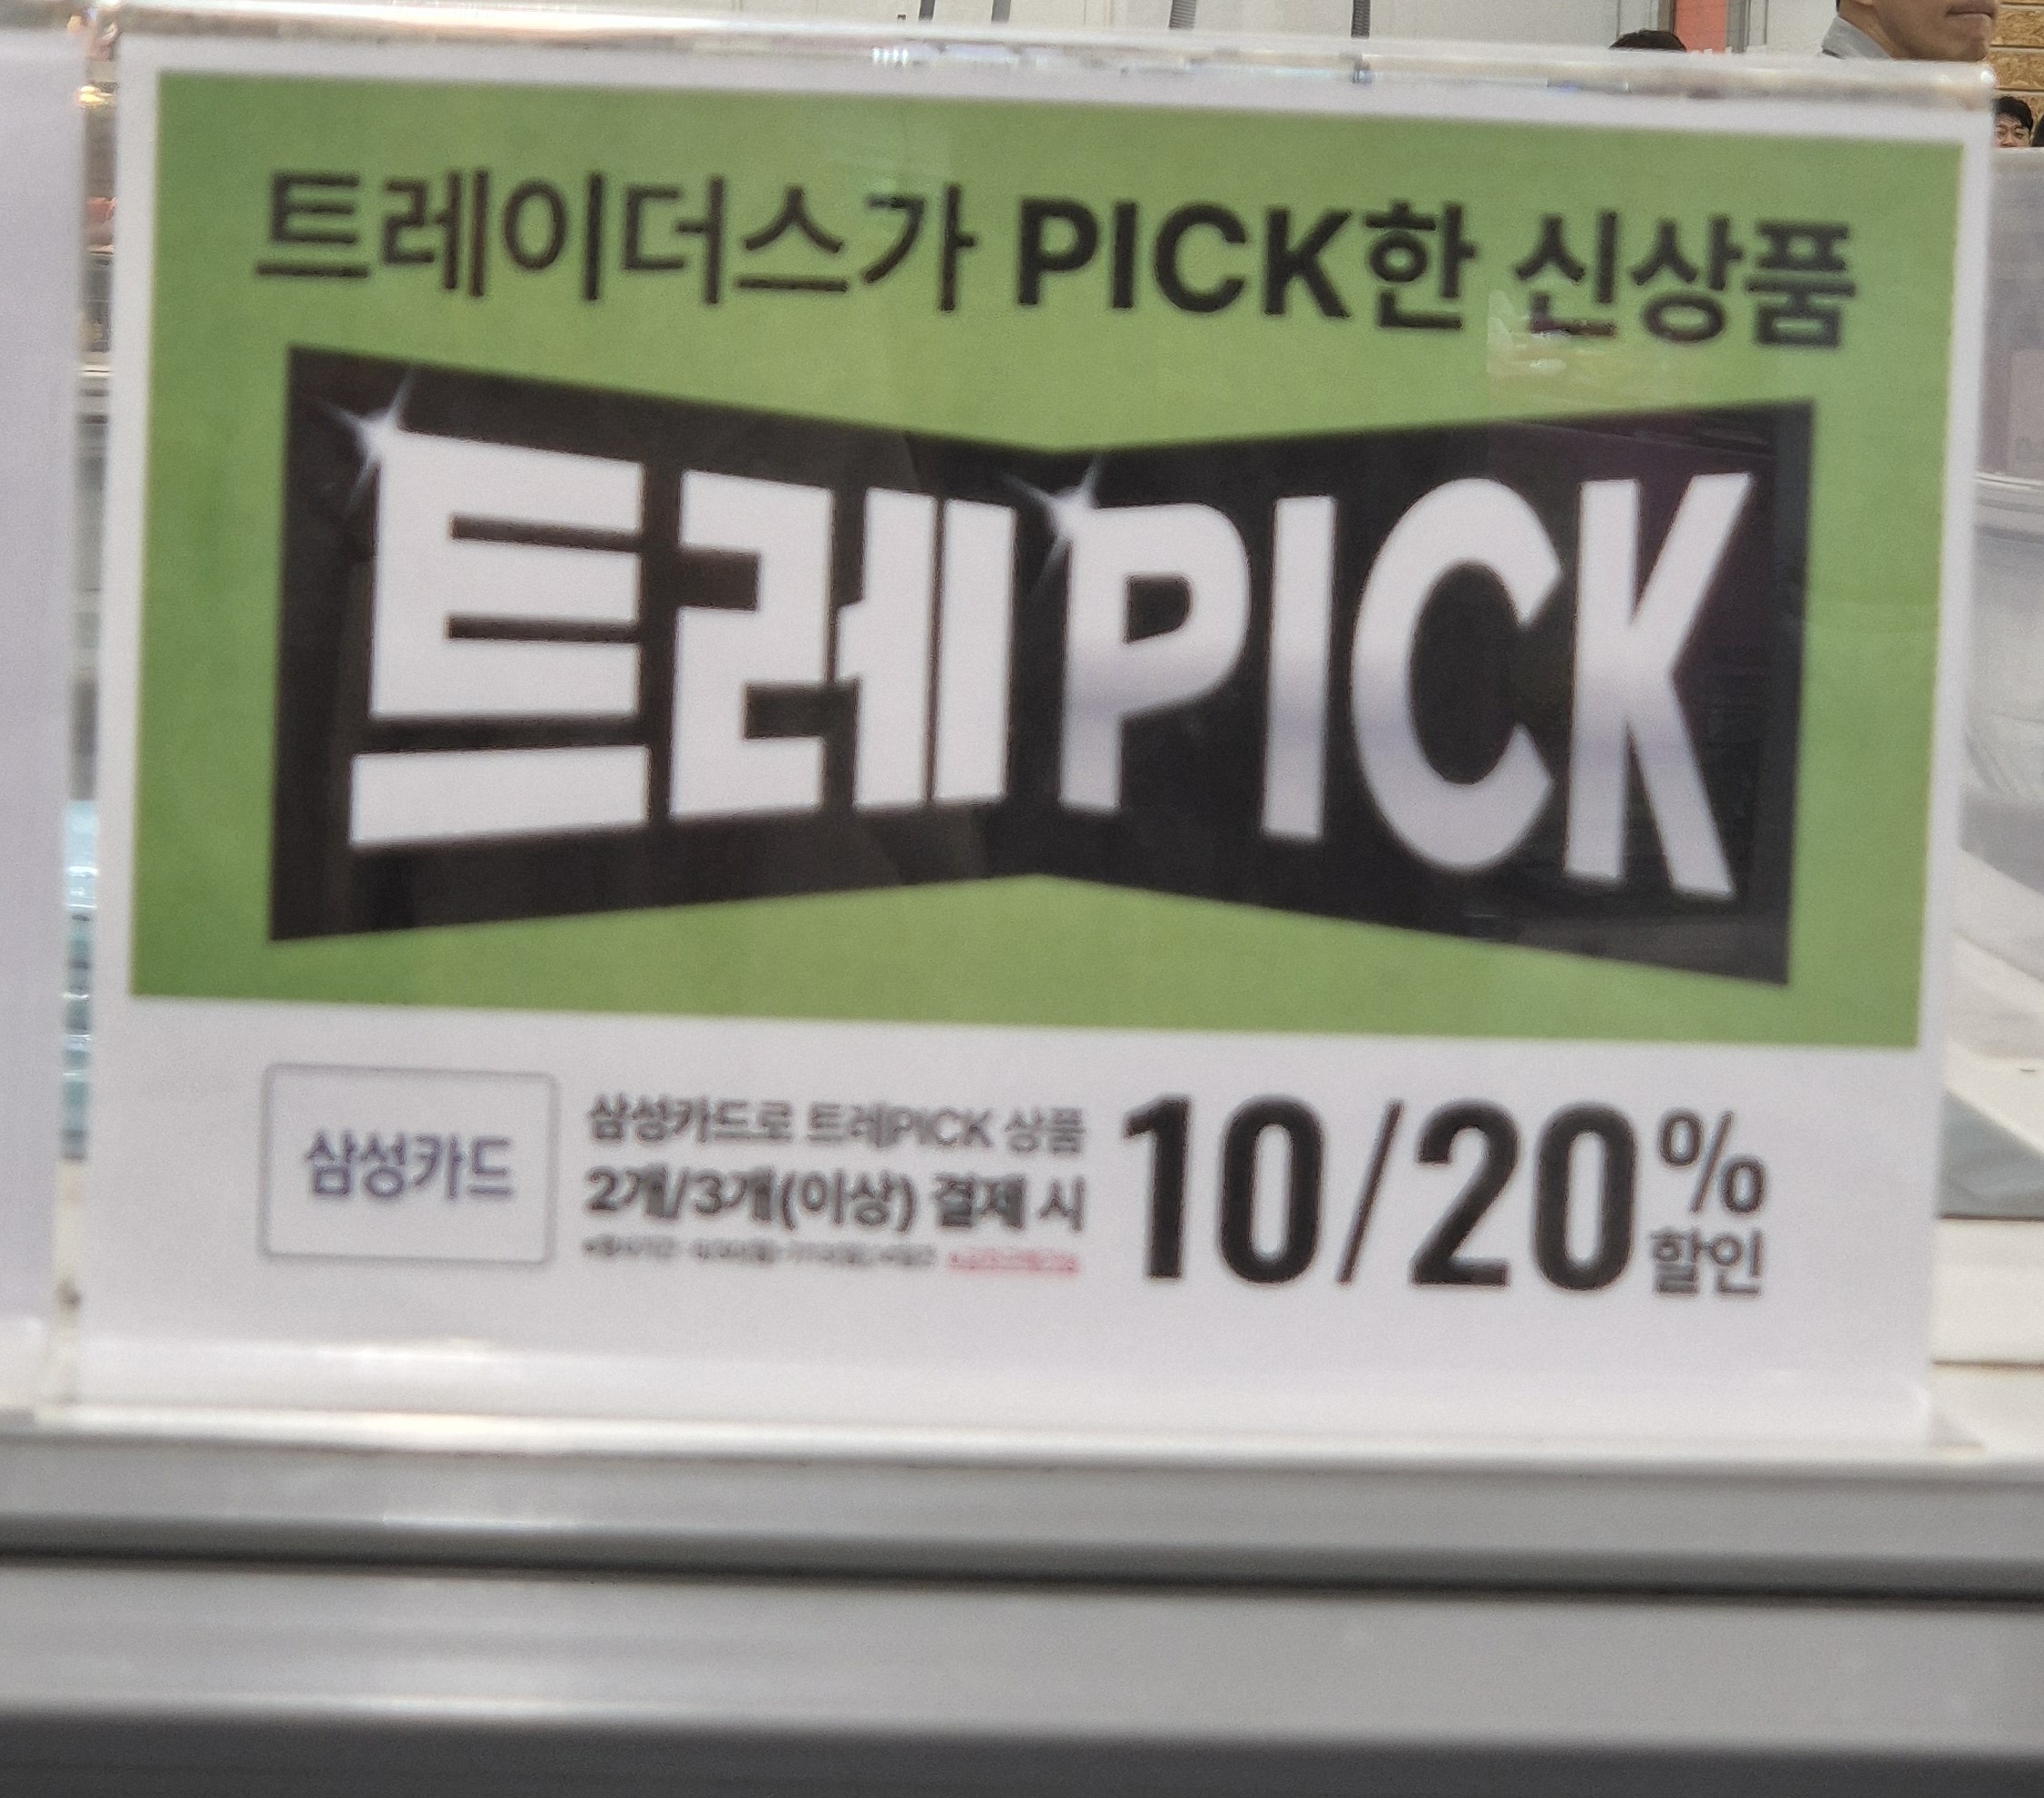 트레이더스가 PICK한 신상품
트레PICK
삼성카드
삼성카드로 트레PICK 상품
2개/3개(이상) 결제 시
10/20%
할인